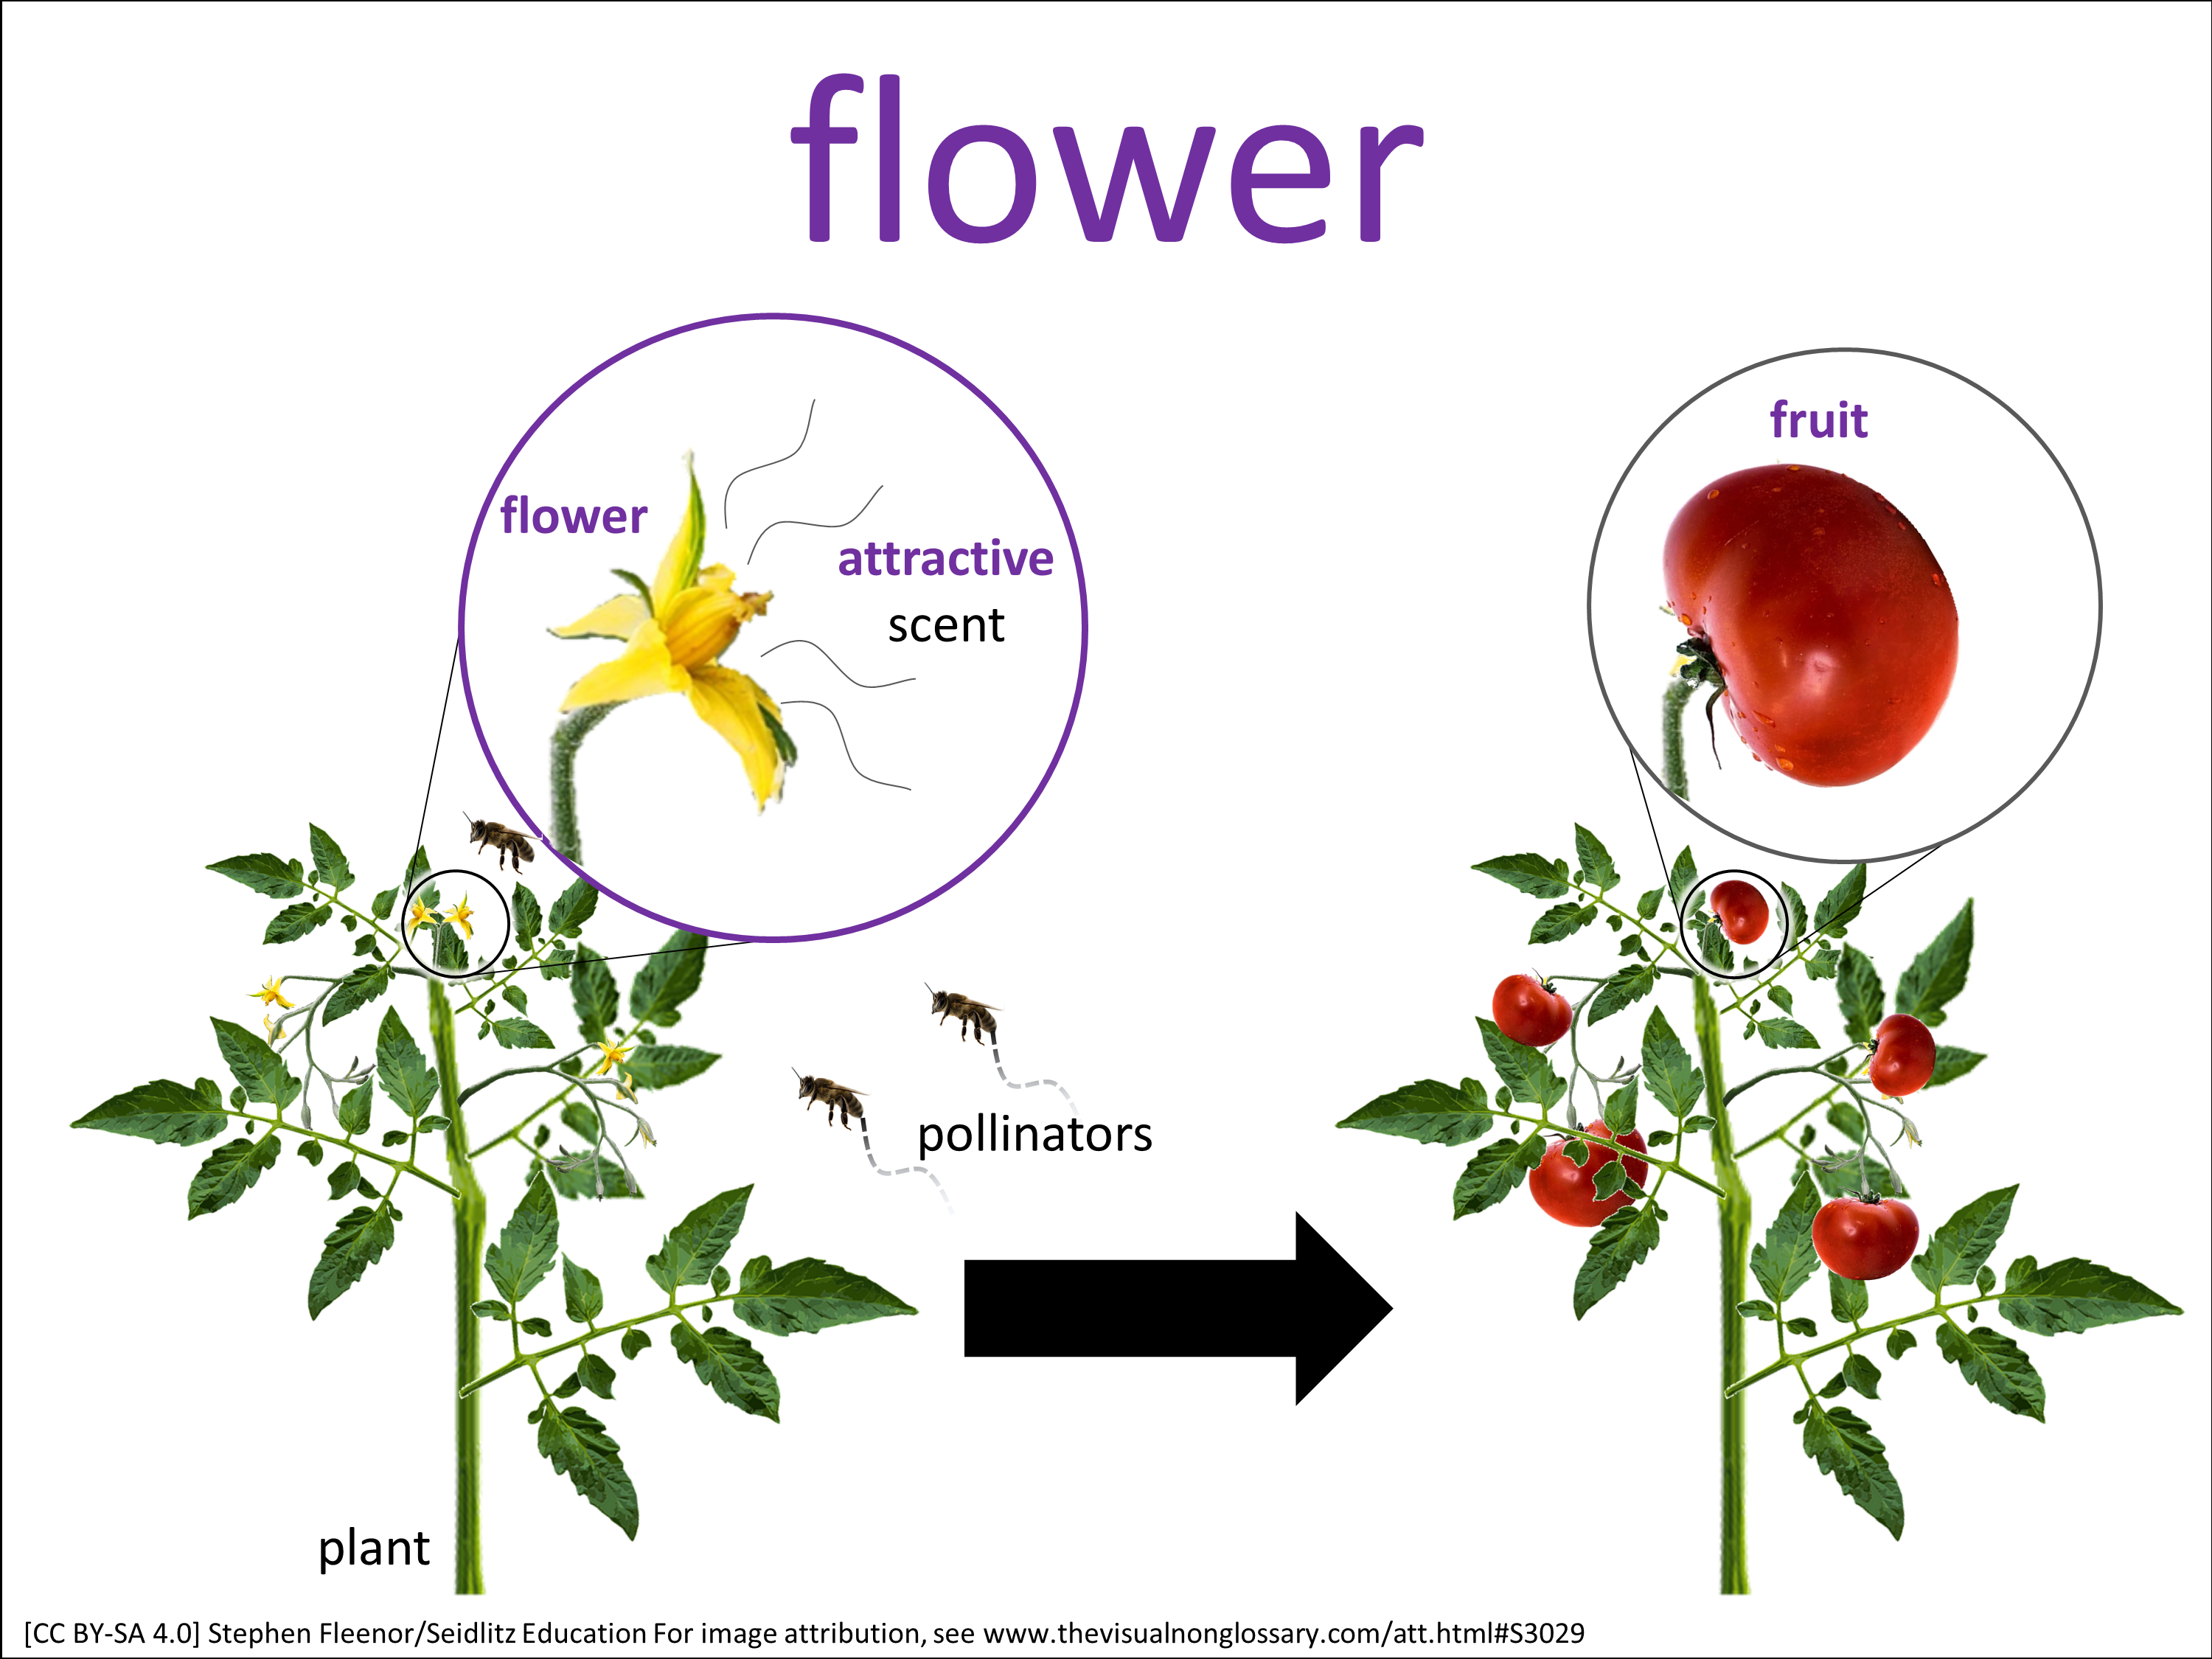 flower
flower
attractive
scent
fruit
pollinators
plant
[CC BY-SA 4.0] Stephen Fleenor/Seidlitz Education For image attribution, see www.thevisualnonglossary.com/att.html#S3029